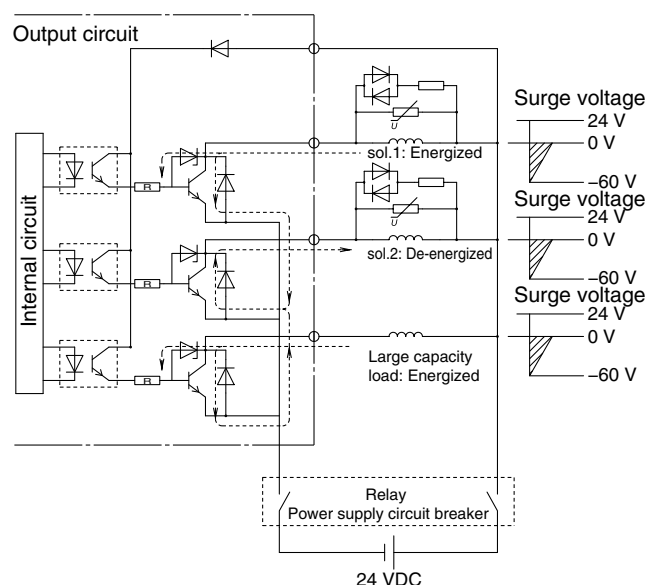 Output circuit
Internal circuit
R
R
R
U
sol.1: Energized
U
sol.2: De-energized
Large capacity
load: Energized
Surge voltage
24 V
0 V
–60 V
Surge voltage
24 V
0 V
–60 V
Surge voltage
24 V
0 V
–60 V
Relay
Power supply circuit breaker
24 VDC